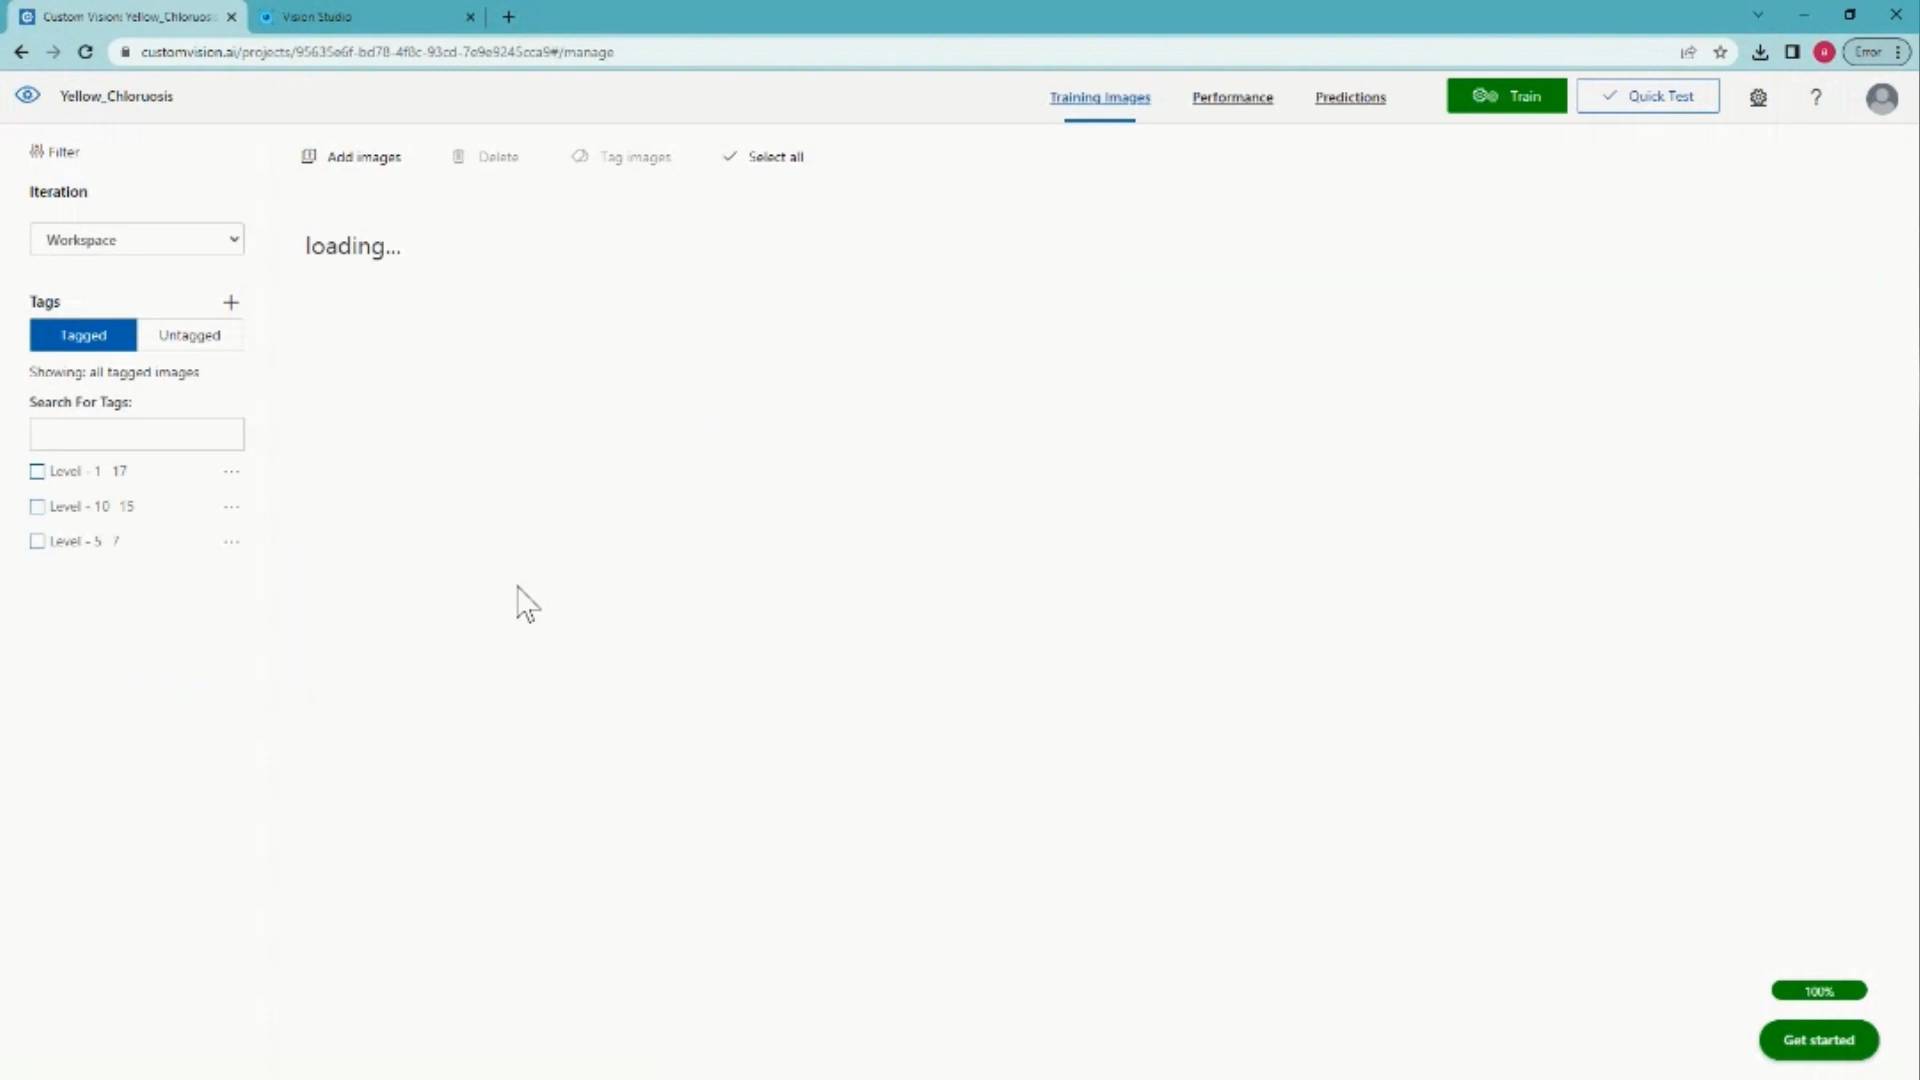 Custom Vision: Yellow_Chloruosis
Vision Studio
customvision.ai/projects/95635e6f-bd78-4f8c-93cd-7e9e9245cca9#/manage
Error
Yellow_Chloruosis
Training Images
Performance
Predictions
Train
Quick Test
?
Filter
Add images
Delete
Tag images
Select all
Iteration
Workspace
loading...
Tags
Tagged
Untagged
Showing: all tagged images
Search For Tags:
Level - 1 17
Level - 10 15
Level - 5 7
100%
Get started